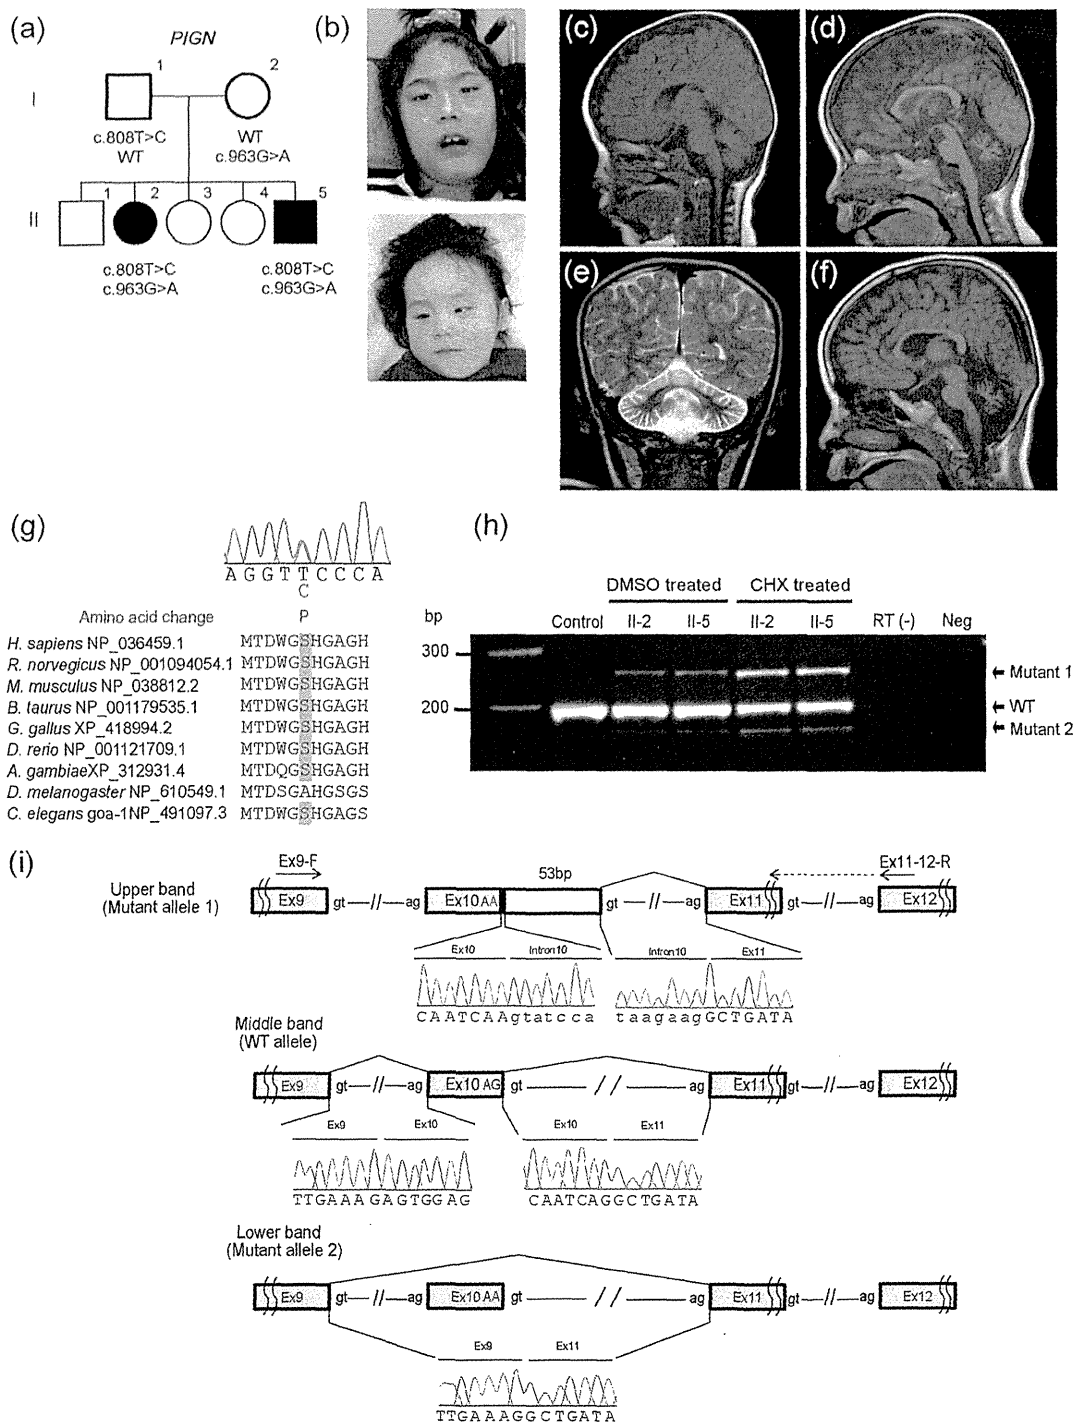 (a)
PIGN
I
1
2
c.808T>C
WT
WT
c.963G>A
II
1
2
3
4
5
c.808T>C
c.963G>A
c.808T>C
c.963G>A
(b)
(c)
(d)
(e)
(f)
(g)
AGGTTCCCA
C
Amino acid change P
H. sapiens NP_036459.1 MTDWGSHGAGH
R. norvegicus NP_001094054.1 MTDWGSHGAGH
M. musculus NP_038812.2 MTDWGSHGAGH
B. taurus NP_001179535.1 MTDWGSHGAGH
G. gallus XP_418994.2 MTDWGSHGAGH
D. rerio NP_001121709.1 MTDWGSHGAGH
A. gambiaeXP_312931.4 MTDQGSHGAGH
D. melanogaster NP_610549.1 MTDSGAHGSGS
C. elegans goa-1NP_491097.3 MTDWGSHGAGS
(h)
DMSO treated CHX treated
bp Control II-2 II-5 II-2 II-5 RT (-) Neg
300
Mutant 1
200
WT
Mutant 2
(i)
Ex9-F 53bp Ex11-12-R
Upper band
(Mutant allele 1)
Ex9 gt // ag Ex10 AA gt // ag Ex11 gt // ag Ex12
Ex10 Intron10 Intron10 Ex11
CAATCAAgtatcca taagaagGCTGATA
Middle band
(WT allele)
Ex9 gt // ag Ex10 AG gt // ag Ex11 gt // ag Ex12
Ex9 Ex10 Ex10 Ex11
TTGAAAGAGTGGAG CAATCAGGCTGATA
Lower band
(Mutant allele 2)
Ex9 gt // ag Ex10 AA gt // ag Ex11 gt // ag Ex12
Ex9 Ex11
TTGAAAGGCTGATA